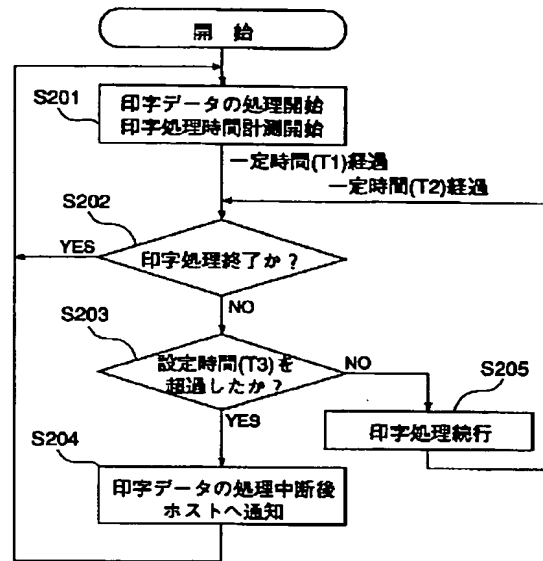 開 始
S201
印字データの処理開始
印字処理時間計測開始
一定時間(T1)経過
一定時間(T2)経過
S202
YES
印字処理終了か?
NO
S203
設定時間(T3)を
超過したか?
NO
S205
YES
印字処理続行
S204
印字データの処理中断後
ホストへ通知